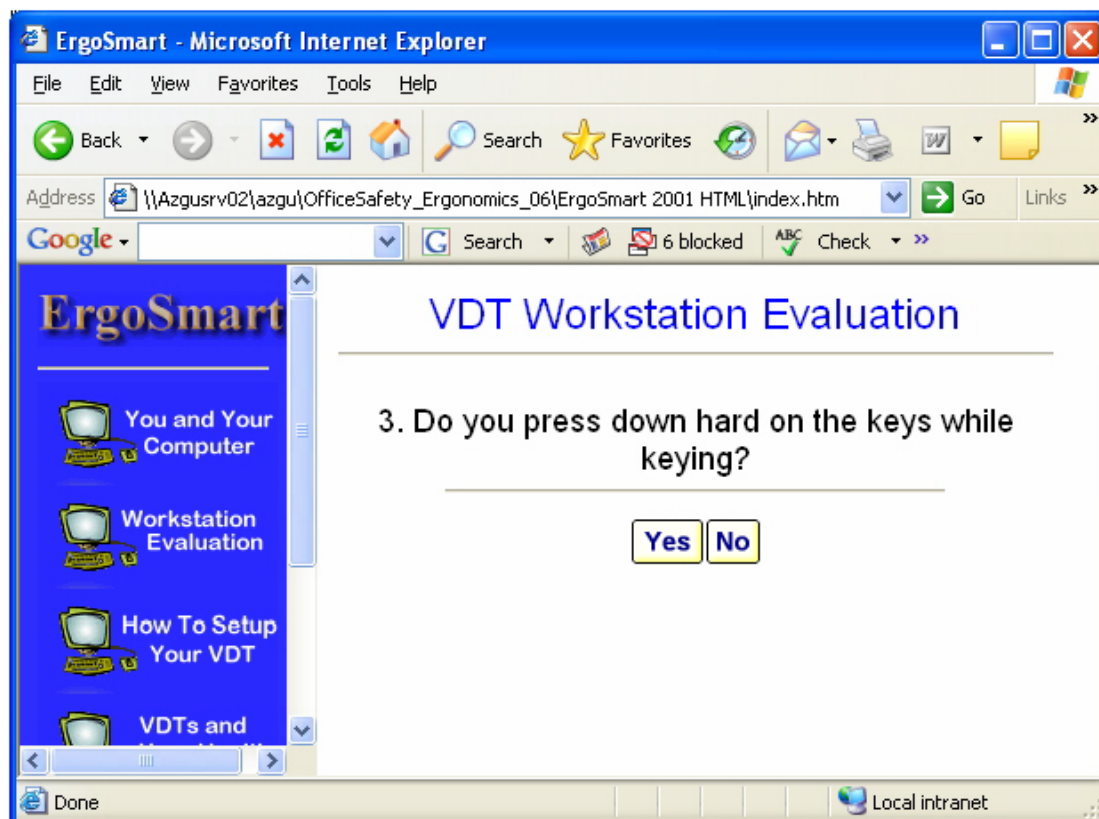 ErgoSmart - Microsoft Internet Explorer
File Edit View Favorites Tools Help
Back Search Favorites W »
Address \\Azgusrv02\azgu\OfficeSafety_Ergonomics_06\ErgoSmart 2001 HTML\index.htm Go Links »
Google G Search 6 blocked ABC Check »
ErgoSmart
You and Your
Computer
Workstation
Evaluation
How To Setup
Your VDT
VDTs and
VDT Workstation Evaluation
3. Do you press down hard on the keys while
keying?
Yes No
Done Local intranet